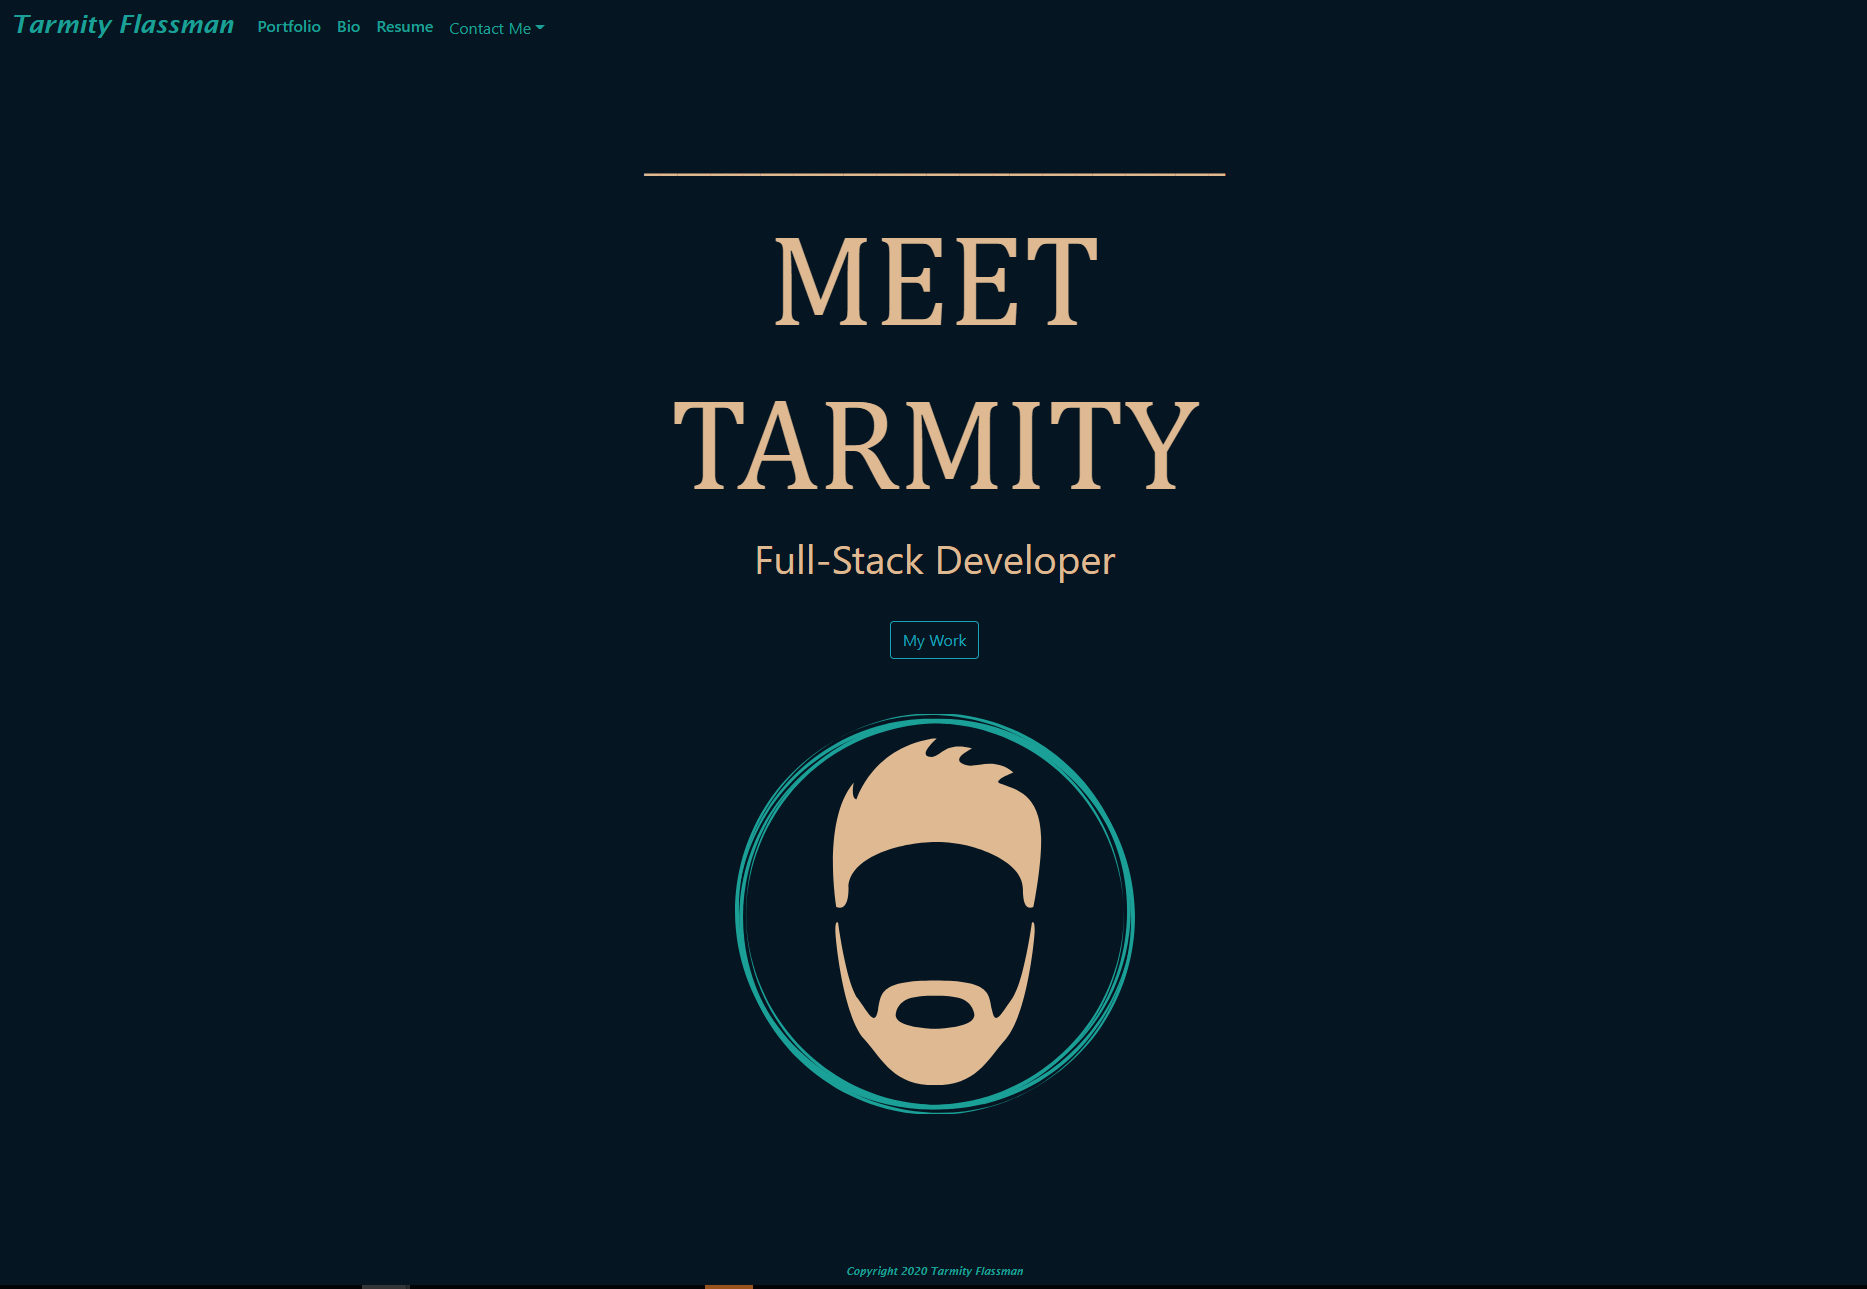 Tarmity Flassman Portfolio Bio Resume Contact Me
MEET
TARMITY
Full-Stack Developer
My Work
Copyright 2020 Tarmity Flassman